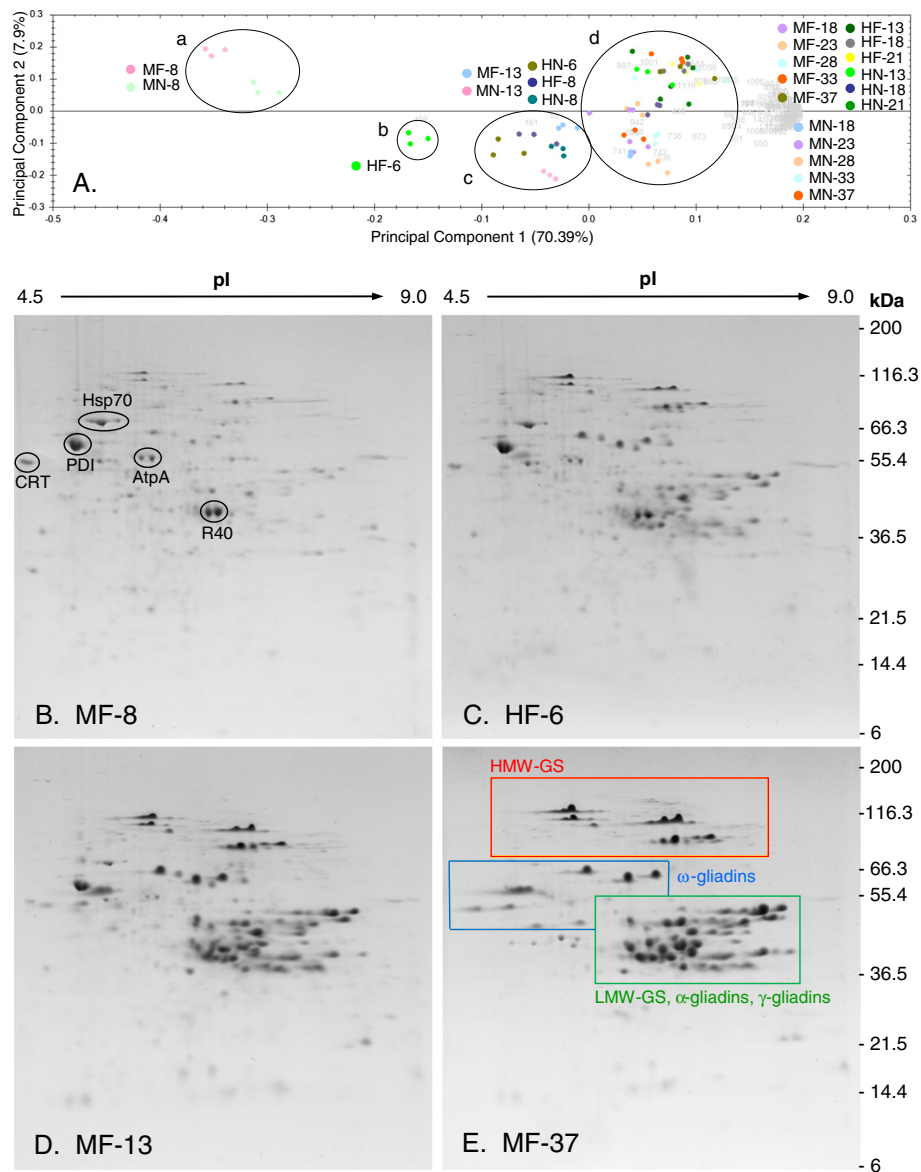 Principal Component 2 (7.9%)
0.3
0.2
0.1
0.0
-0.1
-0.2
-0.3
-0.5
-0.4
-0.3
-0.2
-0.1
0.0
0.1
0.2
0.3
Principal Component 1 (70.39%)
A.
a
MF-8
MN-8
b
HF-6
c
MF-13
MN-13
HN-6
HF-8
HN-8
d
MF-18
MF-23
MF-28
MF-33
MF-37
HF-13
HF-18
HF-21
HN-13
HN-18
HN-21
MN-18
MN-23
MN-28
MN-33
MN-37
pI
4.5
9.0
pI
4.5
9.0
kDa
Hsp70
PDI
CRT
AtpA
R40
B. MF-8
C. HF-6
- 200
- 116.3
- 66.3
- 55.4
- 36.5
- 21.5
- 14.4
- 6
D. MF-13
HMW-GS
ω-gliadins
LMW-GS, α-gliadins, γ-gliadins
E. MF-37
- 200
- 116.3
- 66.3
- 55.4
- 36.5
- 21.5
- 14.4
- 6